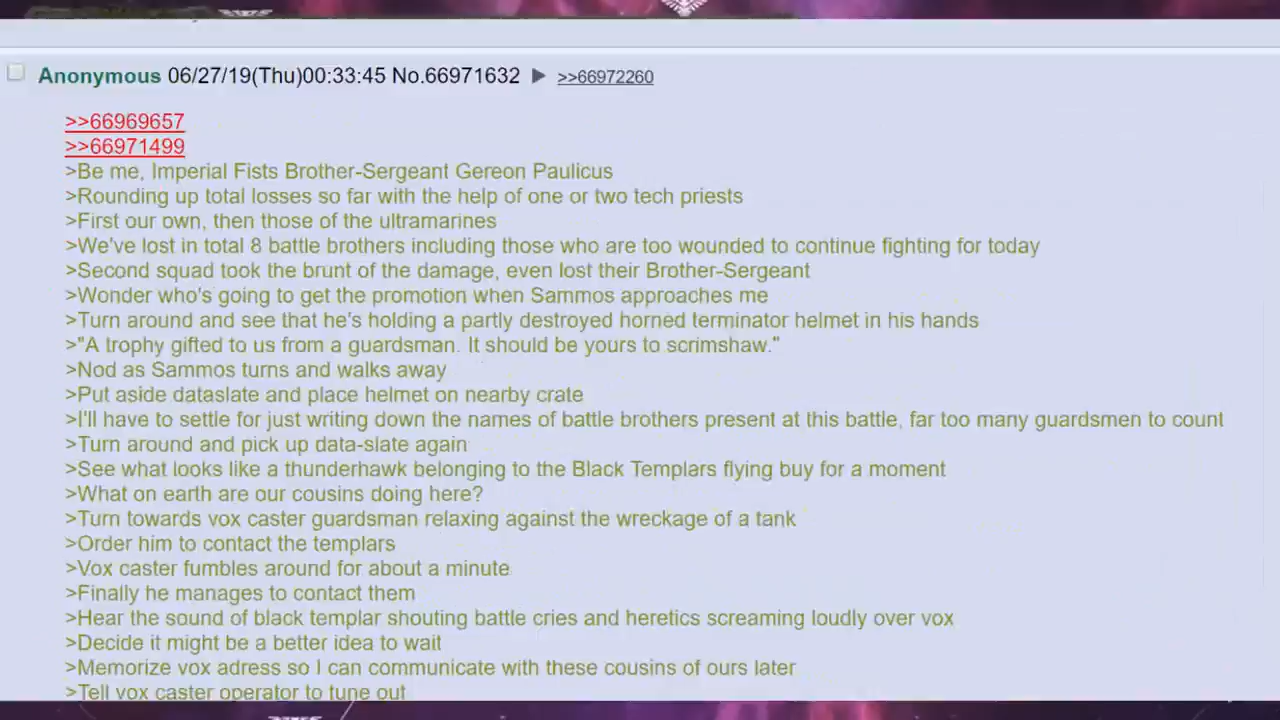 Anonymous 06/27/19(Thu)00:33:45 No.66971632 ▶ >>66972260
>>66969657
>>66971499
>Be me, Imperial Fists Brother-Sergeant Gereon Paulicus
>Rounding up total losses so far with the help of one or two tech priests
>First our own, then those of the ultramarines
>We've lost in total 8 battle brothers including those who are too wounded to continue fighting for today
>Second squad took the brunt of the damage, even lost their Brother-Sergeant
>Wonder who's going to get the promotion when Sammos approaches me
>Turn around and see that he's holding a partly destroyed horned terminator helmet in his hands
>"A trophy gifted to us from a guardsman. It should be yours to scrimshaw."
>Nod as Sammos turns and walks away
>Put aside dataslate and place helmet on nearby crate
>I'll have to settle for just writing down the names of battle brothers present at this battle, far too many guardsmen to count
>Turn around and pick up data-slate again
>See what looks like a thunderhawk belonging to the Black Templars flying buy for a moment
>What on earth are our cousins doing here?
>Turn towards vox caster guardsman relaxing against the wreckage of a tank
>Order him to contact the templars
>Vox caster fumbles around for about a minute
>Finally he manages to contact them
>Hear the sound of black templar shouting battle cries and heretics screaming loudly over vox
>Decide it might be a better idea to wait
>Memorize vox adress so I can communicate with these cousins of ours later
>Tell vox caster operator to tune out